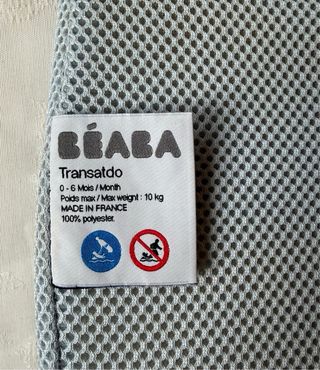 BÉABA
Transatdo
0 - 6 Mois / Month
Poids max / Max weight : 10 kg
MADE IN FRANCE
100% polyester.